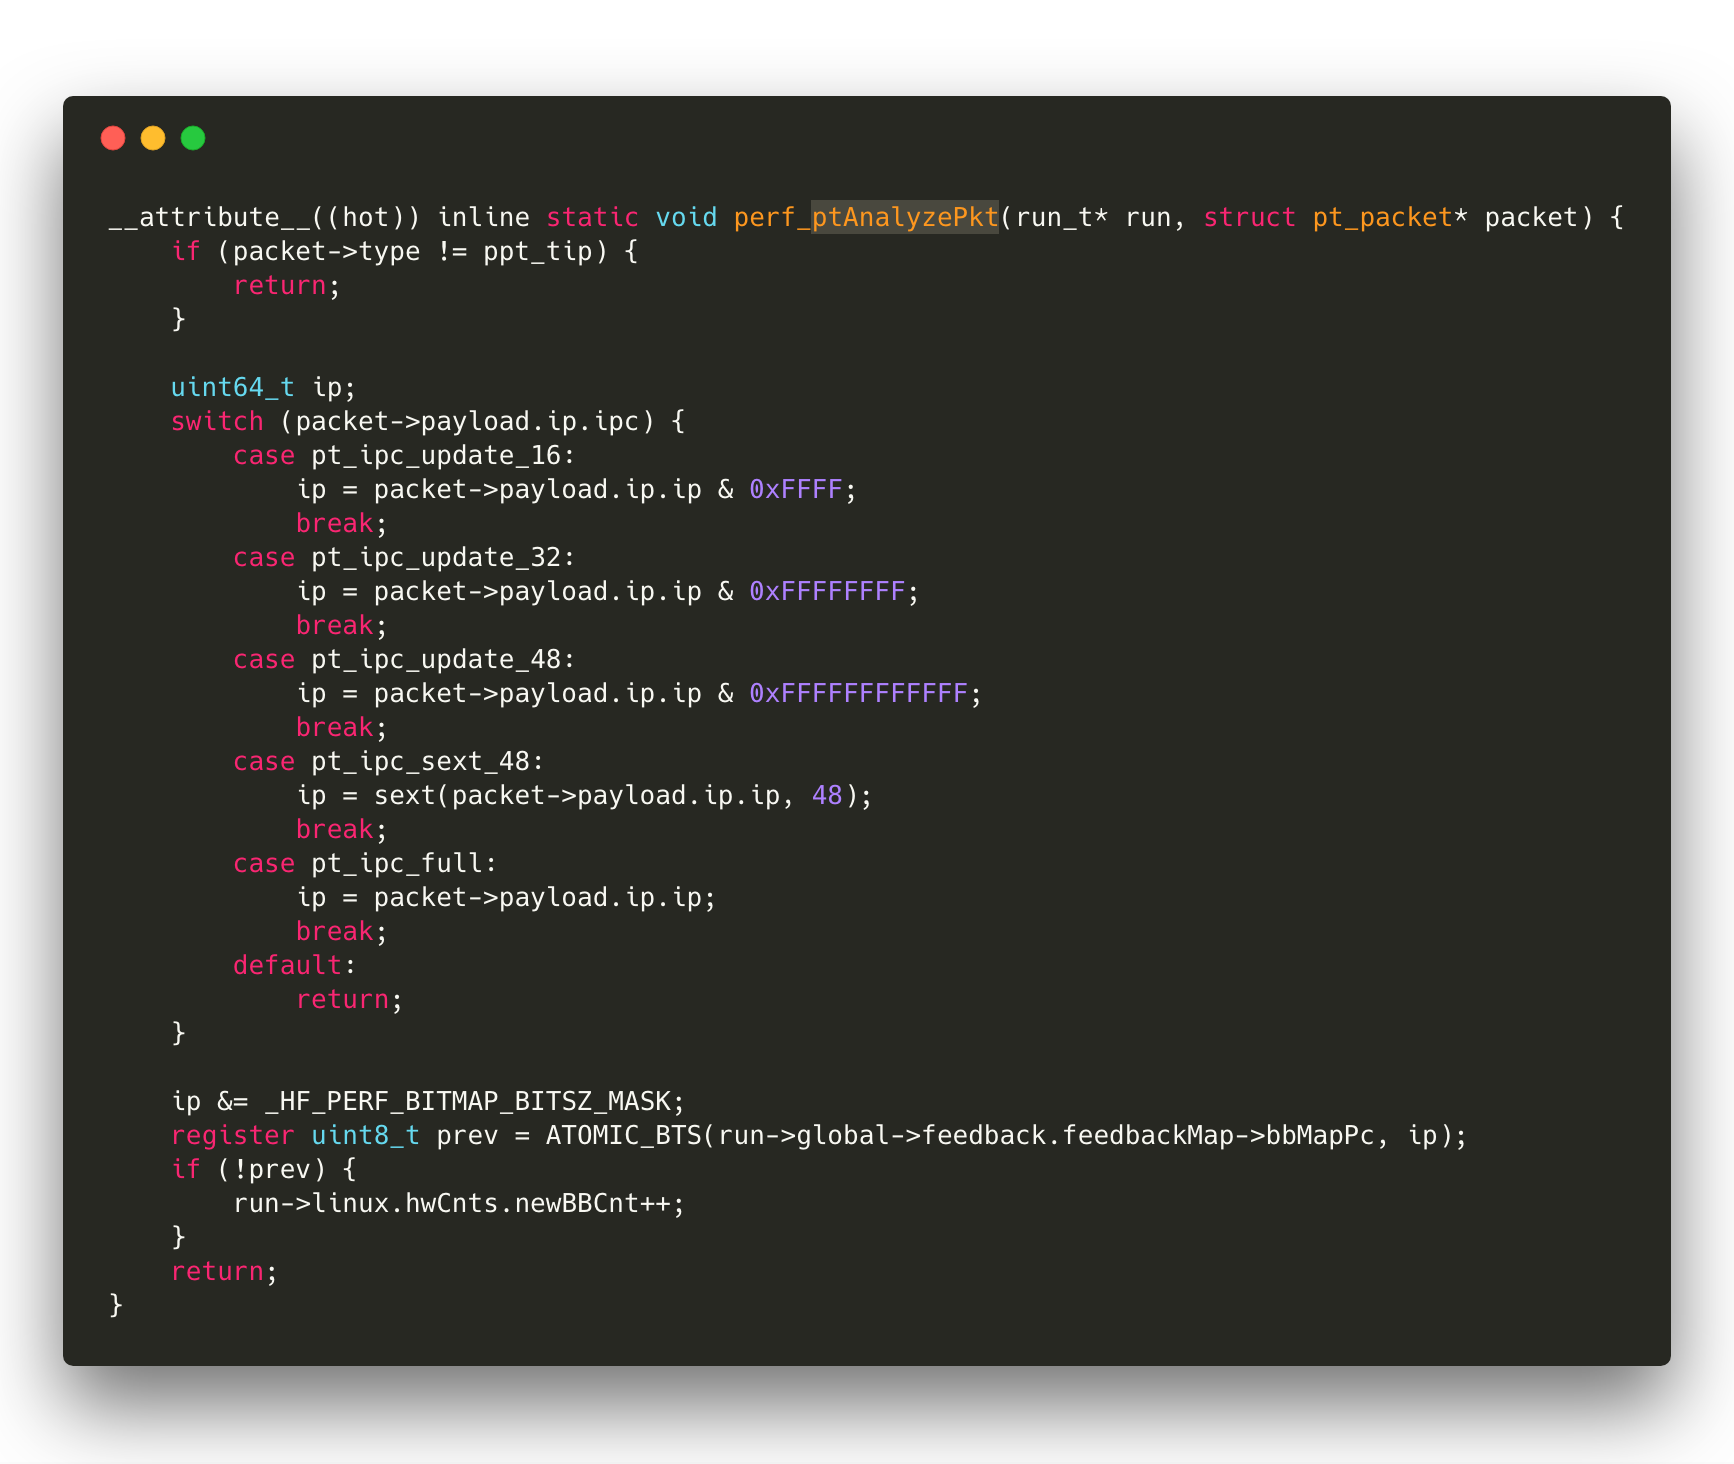 __attribute__((hot)) inline static void perf_ptAnalyzePkt(run_t* run, struct pt_packet* packet) {
    if (packet->type != ppt_tip) {
        return;
    }

    uint64_t ip;
    switch (packet->payload.ip.ipc) {
        case pt_ipc_update_16:
            ip = packet->payload.ip.ip & 0xFFFF;
            break;
        case pt_ipc_update_32:
            ip = packet->payload.ip.ip & 0xFFFFFFFF;
            break;
        case pt_ipc_update_48:
            ip = packet->payload.ip.ip & 0xFFFFFFFFFFFF;
            break;
        case pt_ipc_sext_48:
            ip = sext(packet->payload.ip.ip, 48);
            break;
        case pt_ipc_full:
            ip = packet->payload.ip.ip;
            break;
        default:
            return;
    }

    ip &= _HF_PERF_BITMAP_BITSZ_MASK;
    register uint8_t prev = ATOMIC_BTS(run->global->feedback.feedbackMap->bbMapPc, ip);
    if (!prev) {
        run->linux.hwCnts.newBBCnt++;
    }
    return;
}